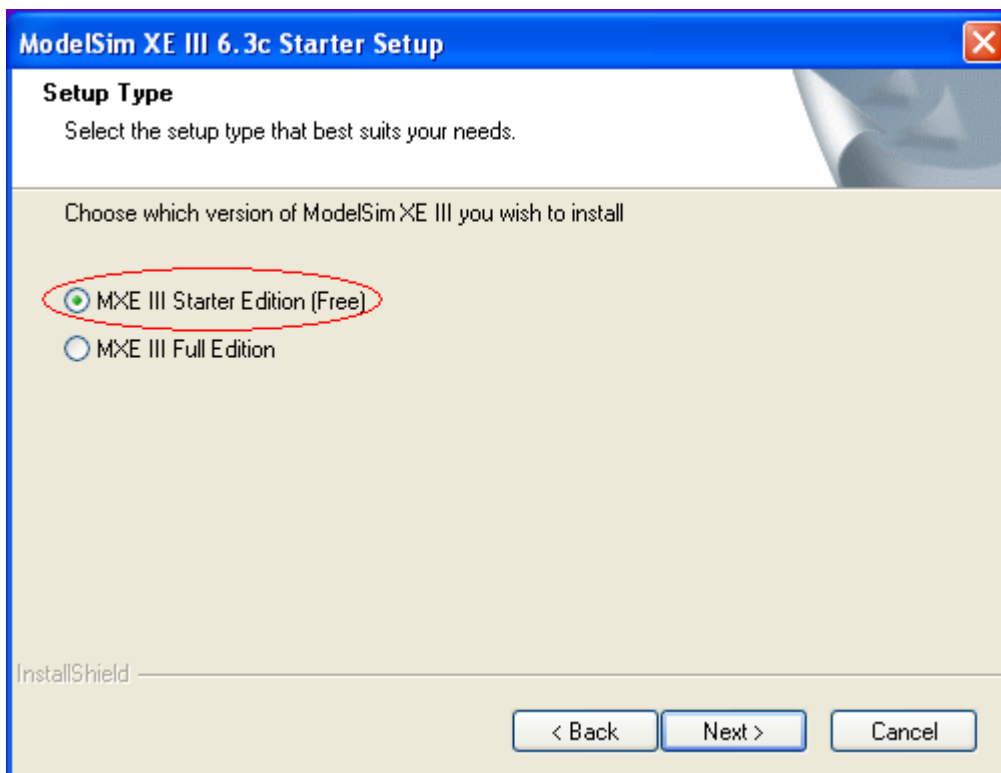 ModelSim XE III 6.3c Starter Setup
Setup Type
Select the setup type that best suits your needs.
Choose which version of ModelSim XE III you wish to install
MXE III Starter Edition (Free)
MXE III Full Edition
InstallShield
< Back Next > Cancel